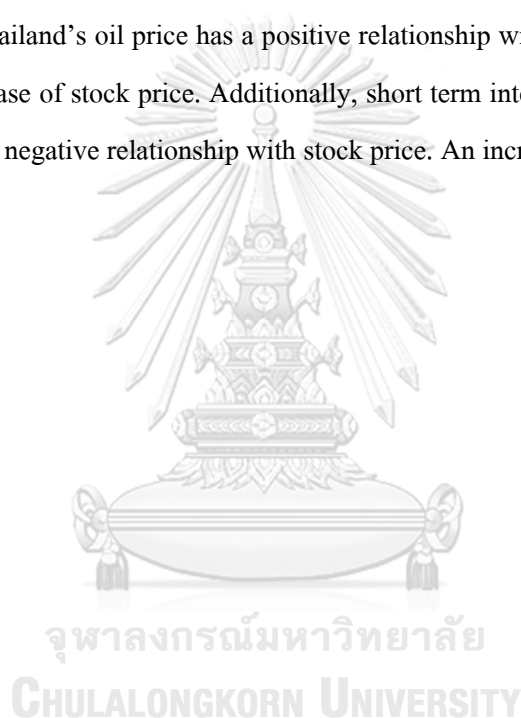 ailand's oil price has a positive relationship wi
ase of stock price. Additionally, short term inte
negative relationship with stock price. An incr
จุฬาลงกรณ์มหาวิทยาลัย
CHULALONGKORN UNIVERSITY